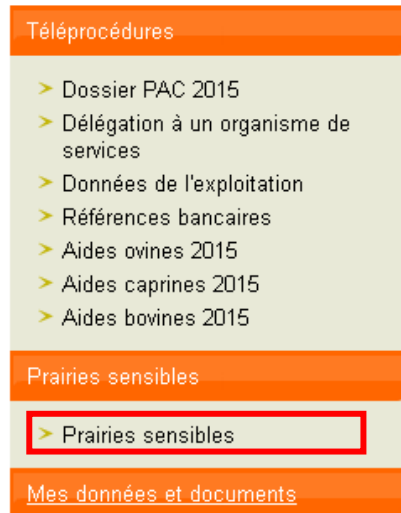 Téléprocédures
Dossier PAC 2015
Délégation à un organisme de
services
Données de l'exploitation
Références bancaires
Aides ovines 2015
Aides caprines 2015
Aides bovines 2015
Prairies sensibles
Prairies sensibles
Mes données et documents